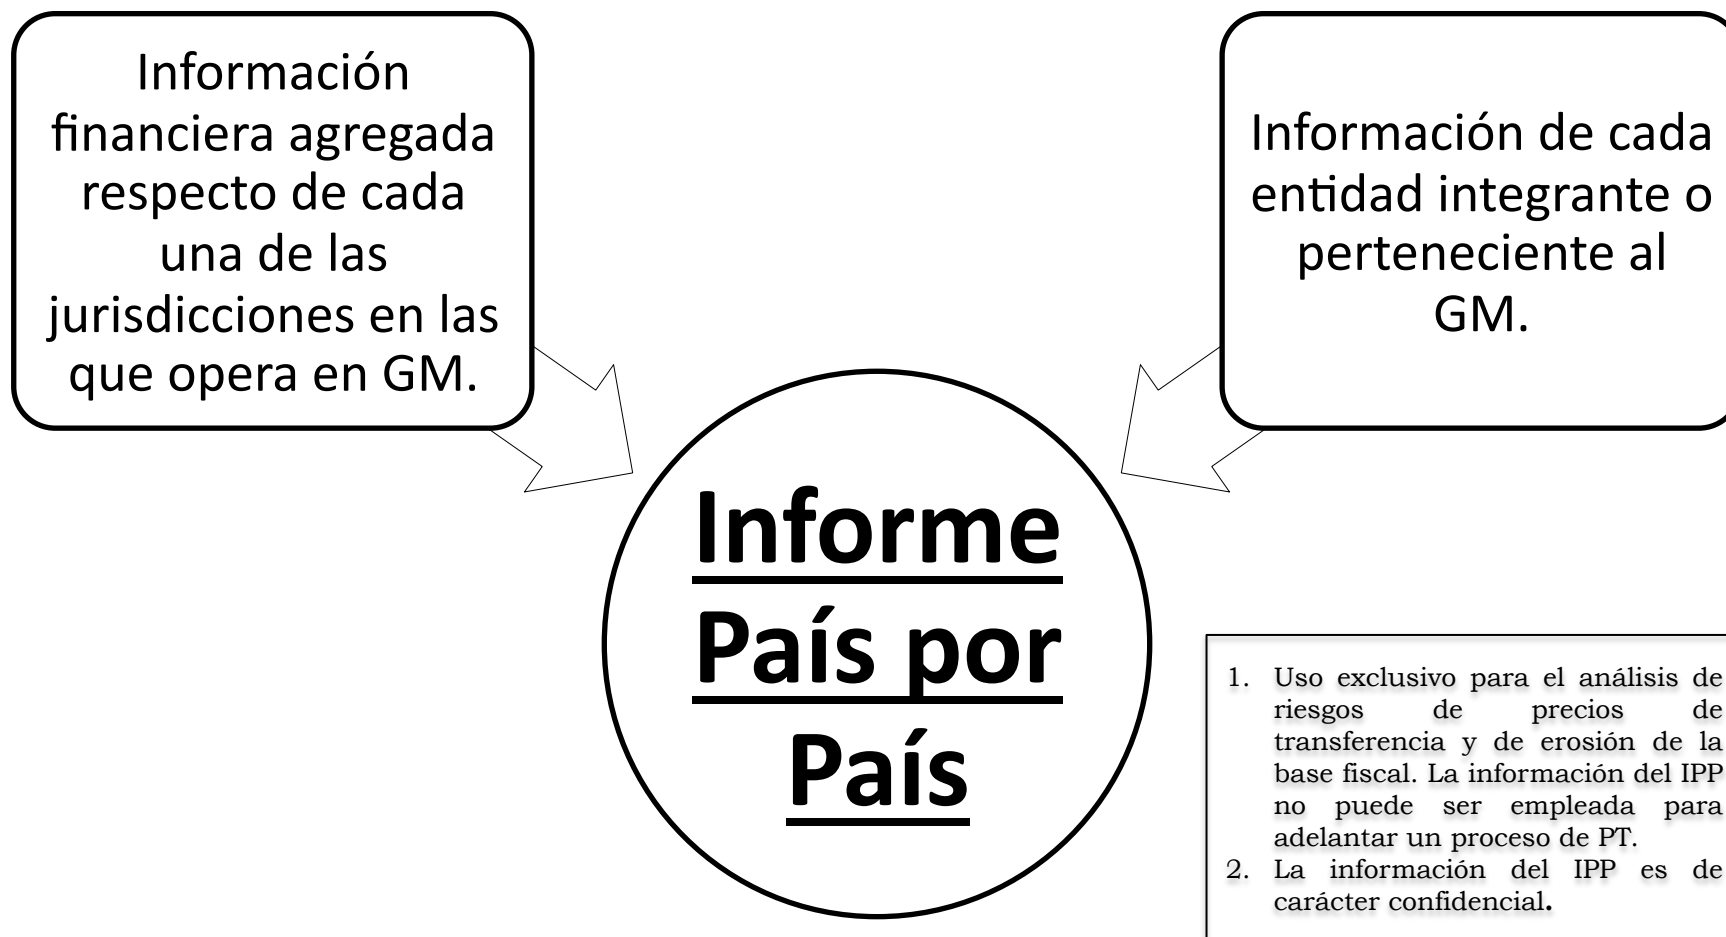 Información
financiera agregada
respecto de cada
una de las
jurisdicciones en las
que opera en GM.
Información de cada
entidad integrante o
perteneciente al
GM.
Informe
País por
País
1. Uso exclusivo para el análisis de
riesgos de precios de
transferencia y de erosión de la
base fiscal. La información del IPP
no puede ser empleada para
adelantar un proceso de PT.
2. La información del IPP es de
carácter confidencial.